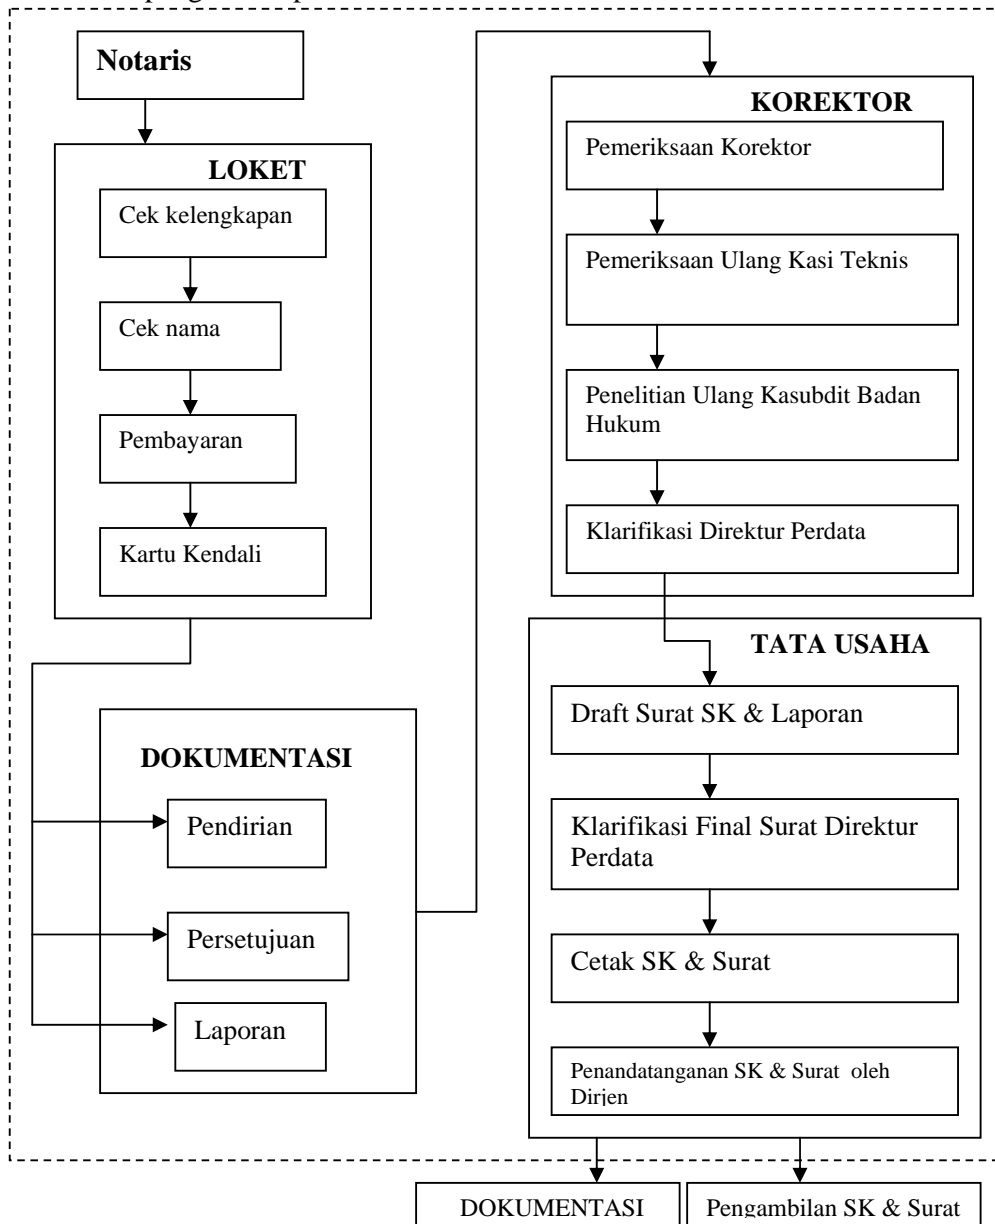 Notaris
LOKET
Cek kelengkapan
Cek nama
Pembayaran
Kartu Kendali
DOKUMENTASI
Pendirian
Persetujuan
Laporan
KOREKTOR
Pemeriksaan Korektor
Pemeriksaan Ulang Kasi Teknis
Penelitian Ulang Kasubdit Badan
Hukum
Klarifikasi Direktur Perdata
TATA USAHA
Draft Surat SK & Laporan
Klarifikasi Final Surat Direktur
Perdata
Cetak SK & Surat
Penandatanganan SK & Surat oleh
Dirjen
DOKUMENTASI
Pengambilan SK & Surat